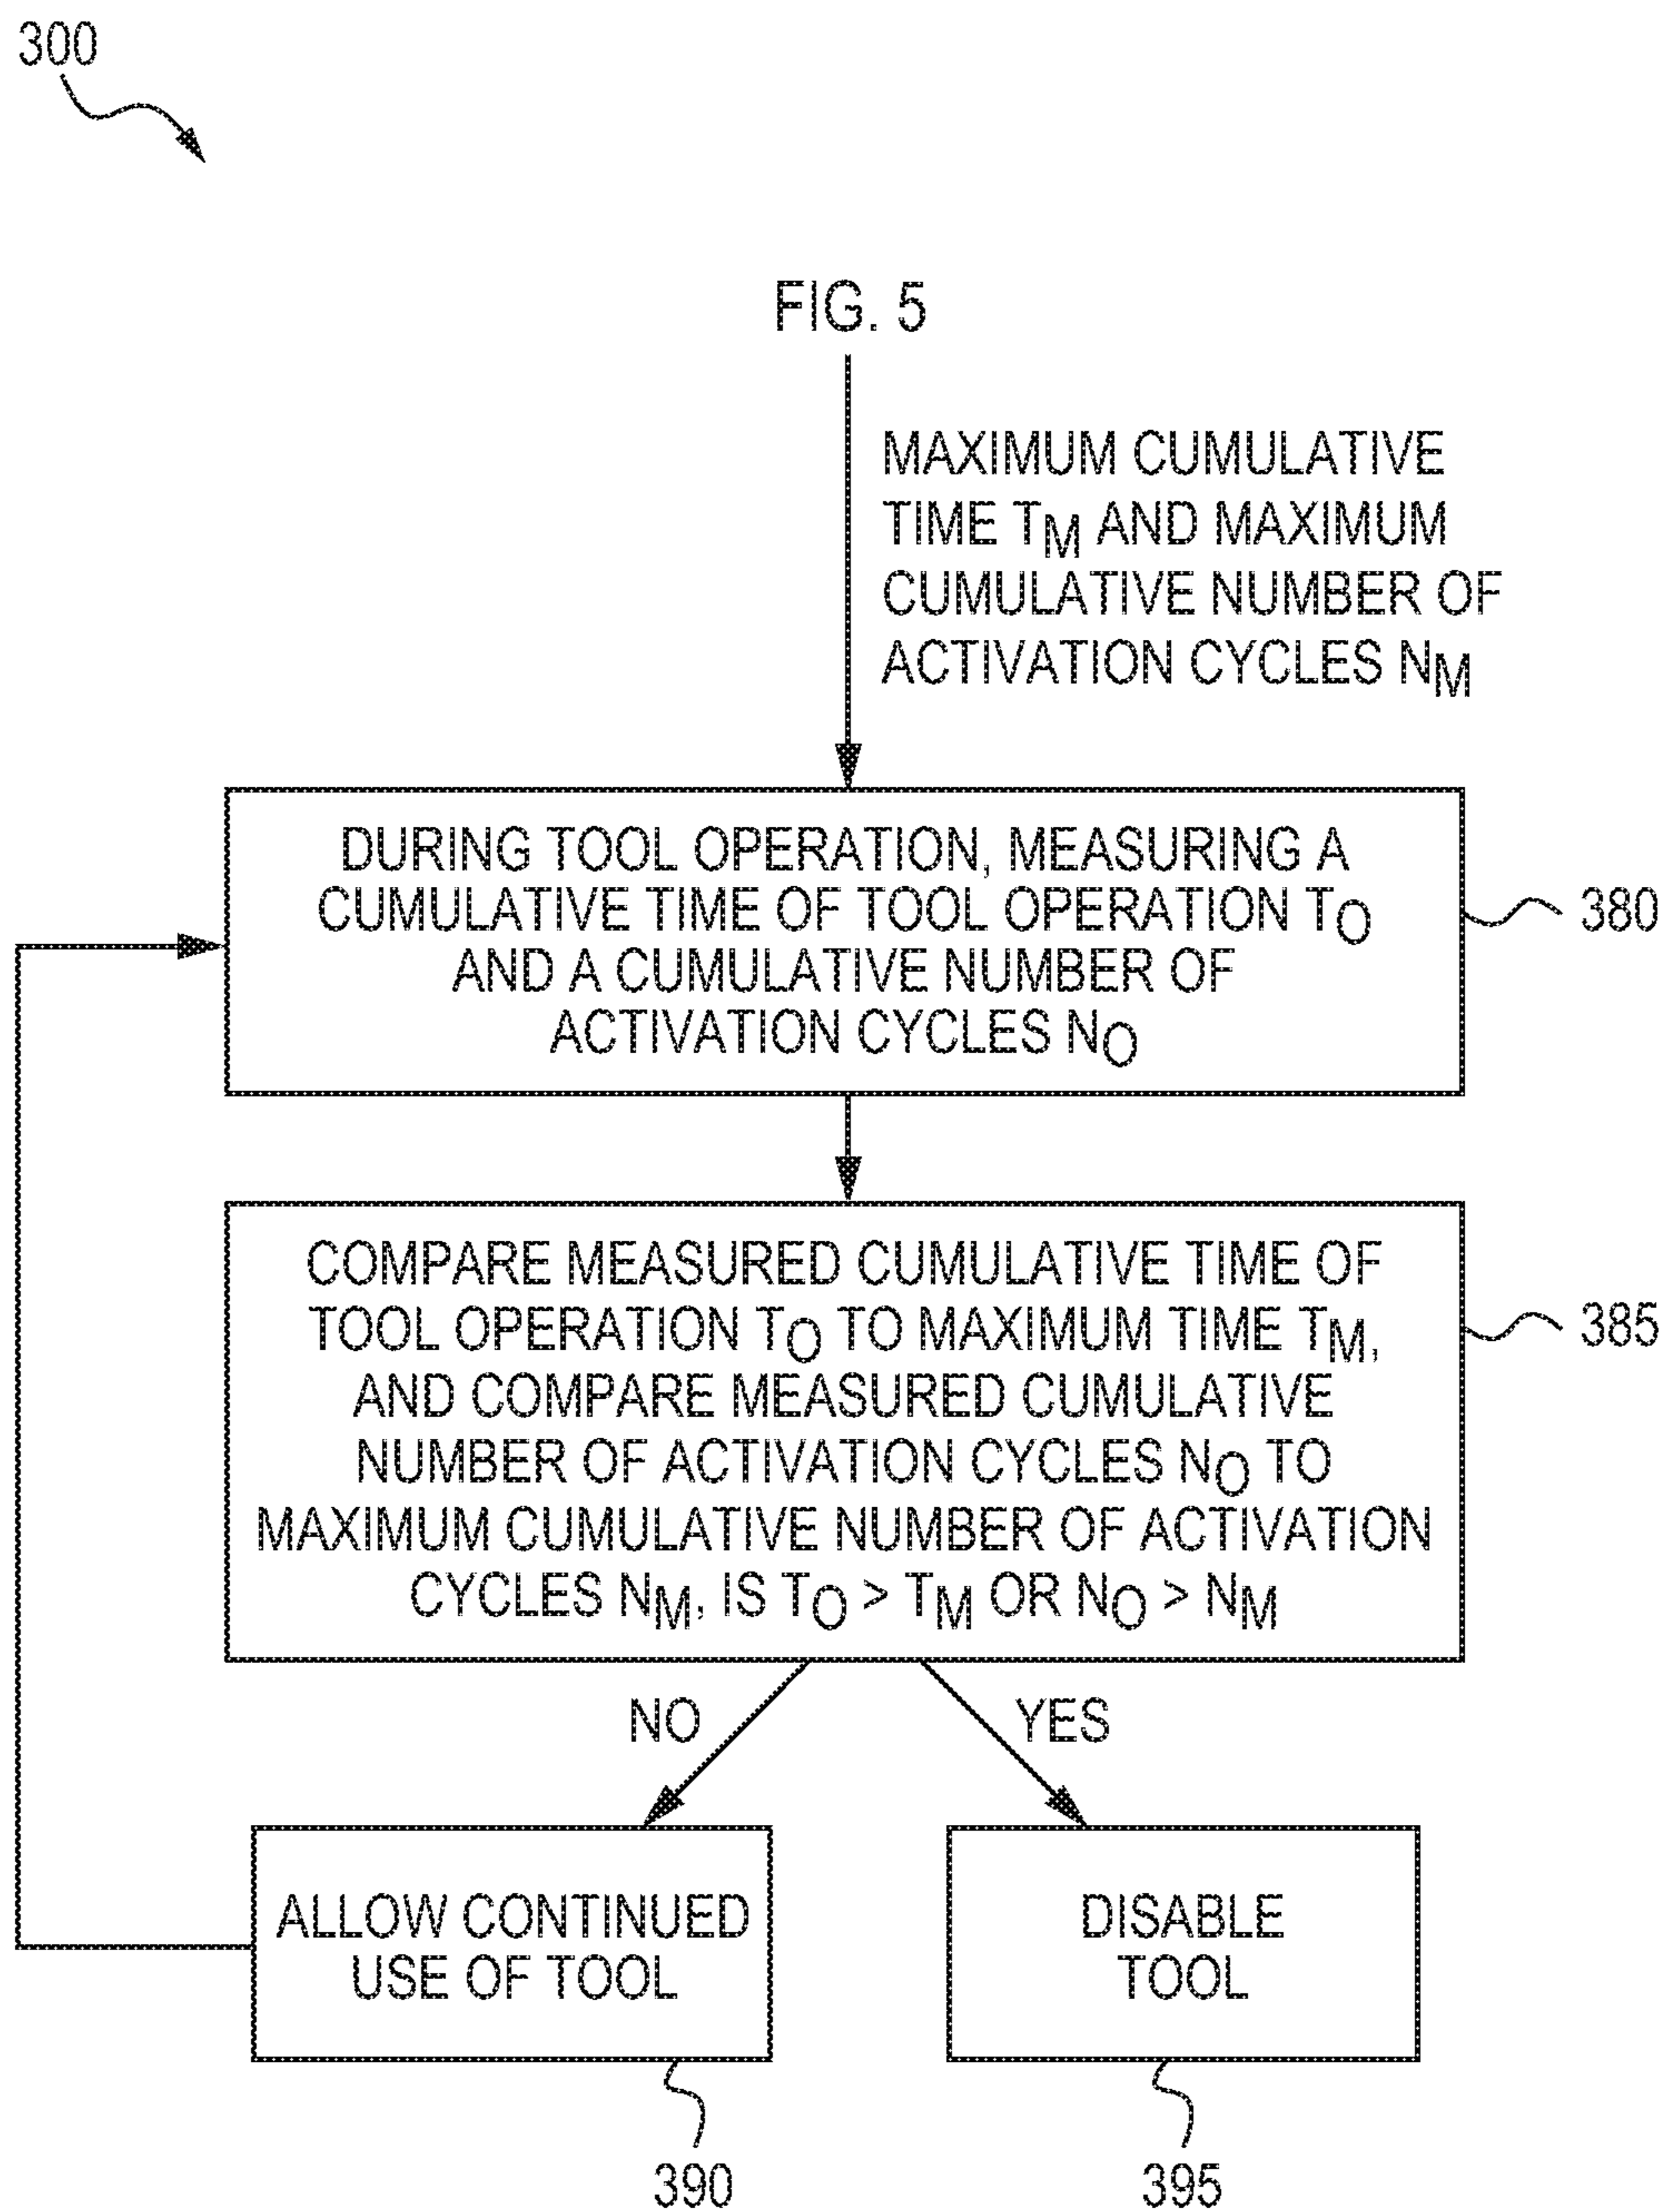 300
FIG. 5
MAXIMUM CUMULATIVE
TIME TM AND MAXIMUM
CUMULATIVE NUMBER OF
ACTIVATION CYCLES NM
DURING TOOL OPERATION, MEASURING A
CUMULATIVE TIME OF TOOL OPERATION TO
AND A CUMULATIVE NUMBER OF
ACTIVATION CYCLES NO
380
COMPARE MEASURED CUMULATIVE TIME OF
TOOL OPERATION TO TO MAXIMUM TIME TM,
AND COMPARE MEASURED CUMULATIVE
NUMBER OF ACTIVATION CYCLES NO TO
MAXIMUM CUMULATIVE NUMBER OF ACTIVATION
CYCLES NM, IS TO > TM OR NO > NM
385
NO
YES
ALLOW CONTINUED
USE OF TOOL
DISABLE
TOOL
390
395